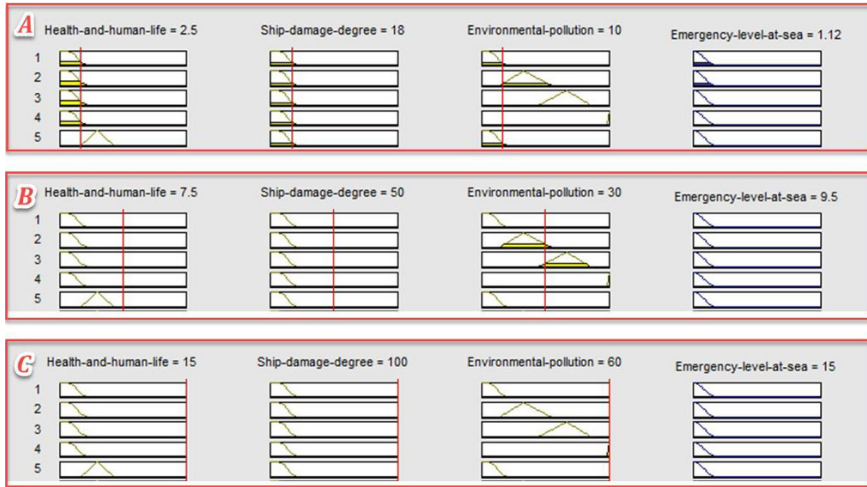 A
Health-and-human-life = 2.5 Ship-damage-degree = 18 Environmental-pollution = 10 Emergency-level-at-sea = 1.12
1
2
3
4
5
B
Health-and-human-life = 7.5 Ship-damage-degree = 50 Environmental-pollution = 30 Emergency-level-at-sea = 9.5
1
2
3
4
5
C
Health-and-human-life = 15 Ship-damage-degree = 100 Environmental-pollution = 60 Emergency-level-at-sea = 15
1
2
3
4
5